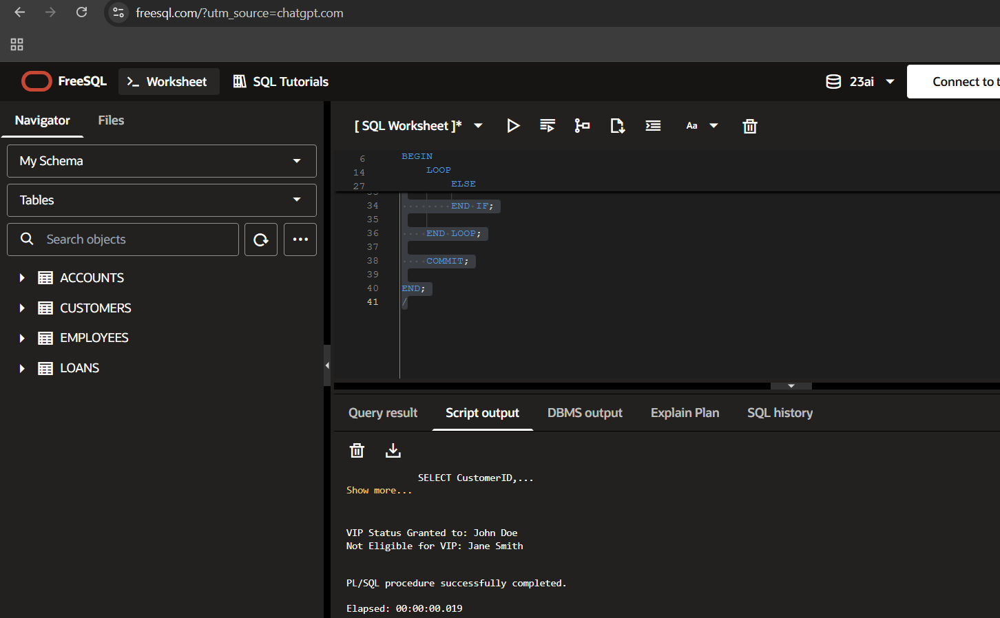 freesql.com/?utm_source=chatgpt.com
FreeSQL
>_ Worksheet
SQL Tutorials
23ai
Connect to t
Navigator
Files
My Schema
Tables
Search objects
ACCOUNTS
CUSTOMERS
EMPLOYEES
LOANS
[ SQL Worksheet ]*
Aa
6 BEGIN
14 LOOP
27 ELSE
33
34 END IF;
35
36 END LOOP;
37
38 COMMIT;
39
40 END;
41 /
Query result
Script output
DBMS output
Explain Plan
SQL history
SELECT CustomerID,...
Show more...
VIP Status Granted to: John Doe
Not Eligible for VIP: Jane Smith
PL/SQL procedure successfully completed.
Elapsed: 00:00:00.019